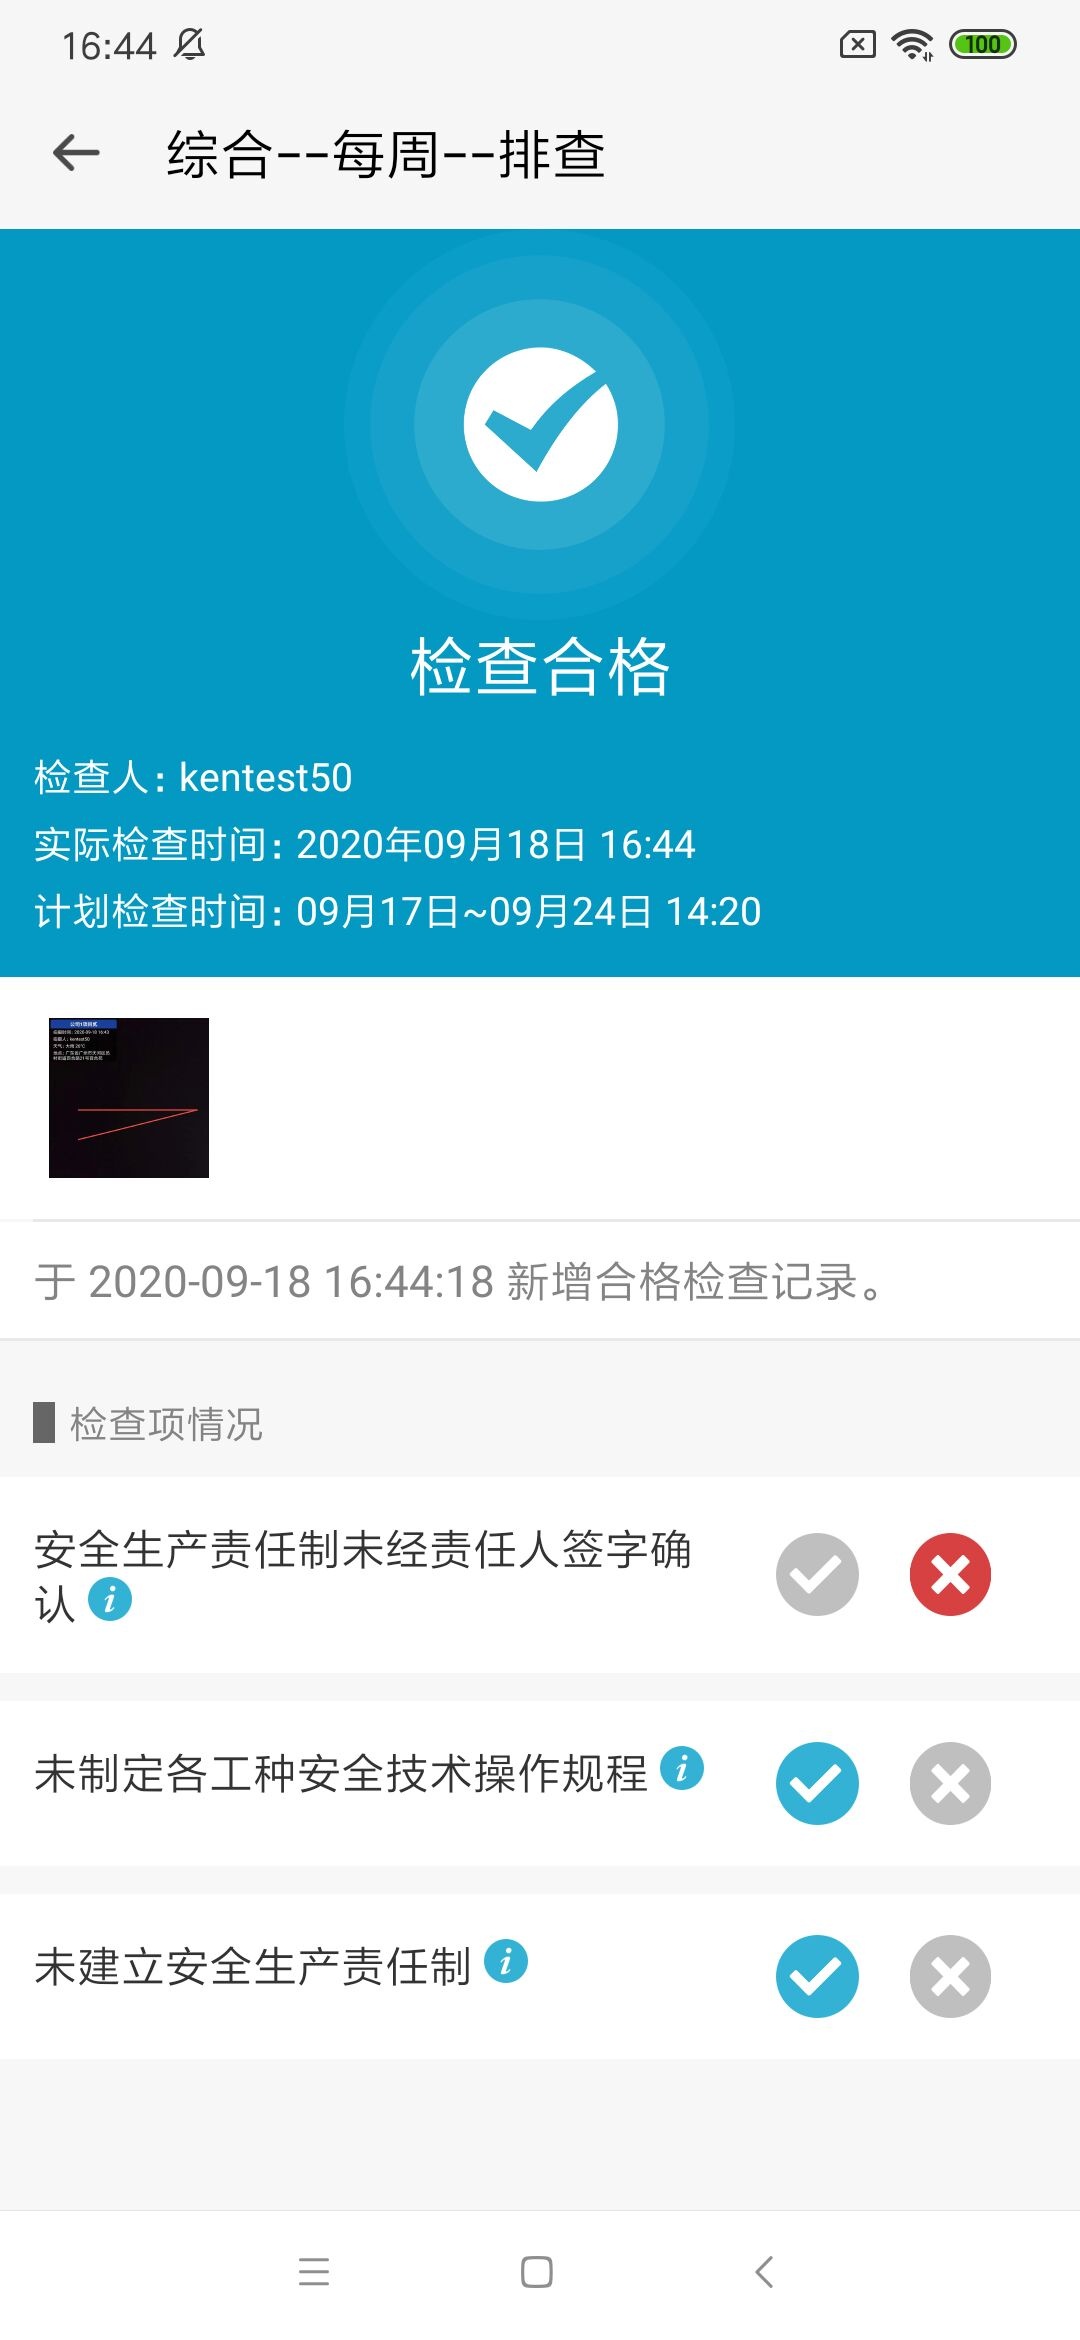 16:44
100
综合--每周--排查
检查合格
检查人: kentest50
实际检查时间: 2020年09月18日 16:44
计划检查时间: 09月17日~09月24日 14:20
于 2020-09-18 16:44:18 新增合格检查记录。
检查项情况
安全生产责任制未经责任人签字确
认
未制定各工种安全技术操作规程
未建立安全生产责任制